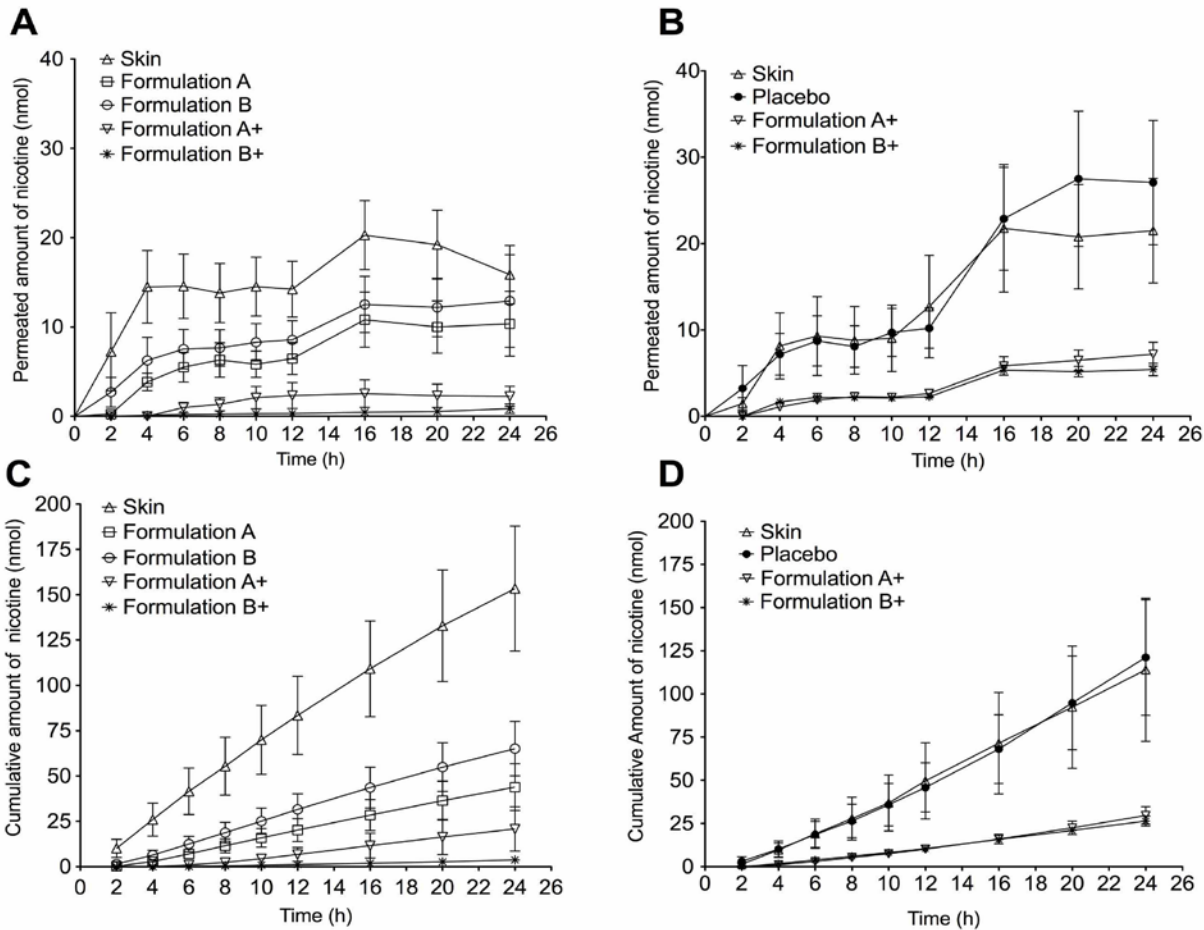 A
Skin
Formulation A
Formulation B
Formulation A+
Formulation B+
Permeated amount of nicotine (nmol)
40
30
20
10
0
0 2 4 6 8 10 12 14 16 18 20 22 24 26
Time (h)
B
Skin
Placebo
Formulation A+
Formulation B+
Permeated amount of nicotine (nmol)
40
30
20
10
0
0 2 4 6 8 10 12 14 16 18 20 22 24 26
Time (h)
C
Skin
Formulation A
Formulation B
Formulation A+
Formulation B+
Cumulative amount of nicotine (nmol)
200
175
150
125
100
75
50
25
0
0 2 4 6 8 10 12 14 16 18 20 22 24 26
Time (h)
D
Skin
Placebo
Formulation A+
Formulation B+
Cumulative Amount of nicotine (nmol)
200
175
150
125
100
75
50
25
0
0 2 4 6 8 10 12 14 16 18 20 22 24 26
Time (h)